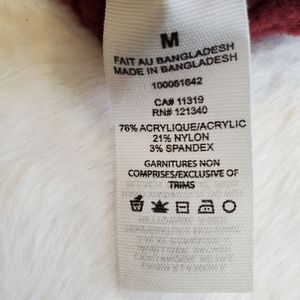 M
FAIT AU BANGLADESH
MADE IN BANGLADESH
100061642
CA# 11319
RN# 121340
76% ACRYLIQUE/ACRYLIC
21% NYLON
3% SPANDEX
GARNITURES NON
COMPRISES/EXCLUSIVE OF
TRIMS